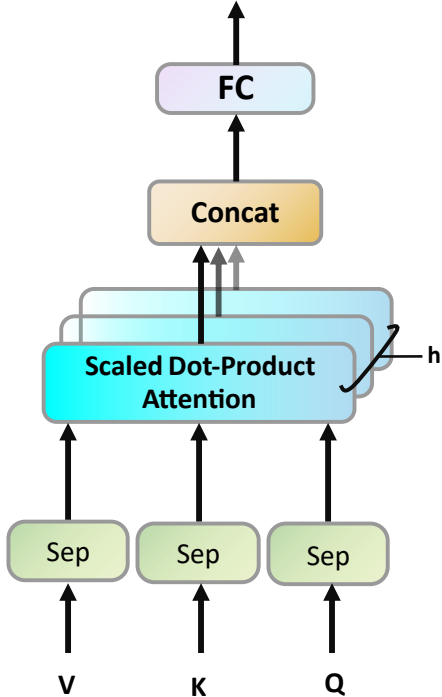 FC
Concat
Scaled Dot-Product
Attention
h
Sep Sep Sep
V K Q